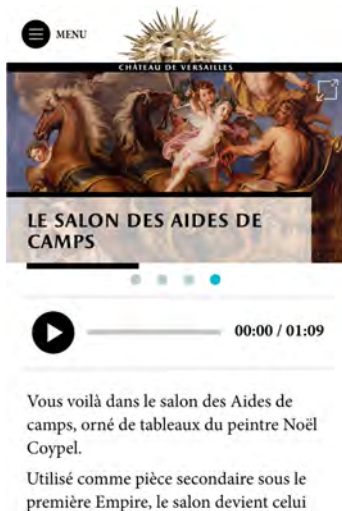 MENU
CHÂTEAU DE VERSAILLES
LE SALON DES AIDES DE
CAMPS
00:00 / 01:09
Vous voilà dans le salon des Aides de
camps, orné de tableaux du peintre Noël
Coypel.
Utilisé comme pièce secondaire sous le
première Empire, le salon devient celui